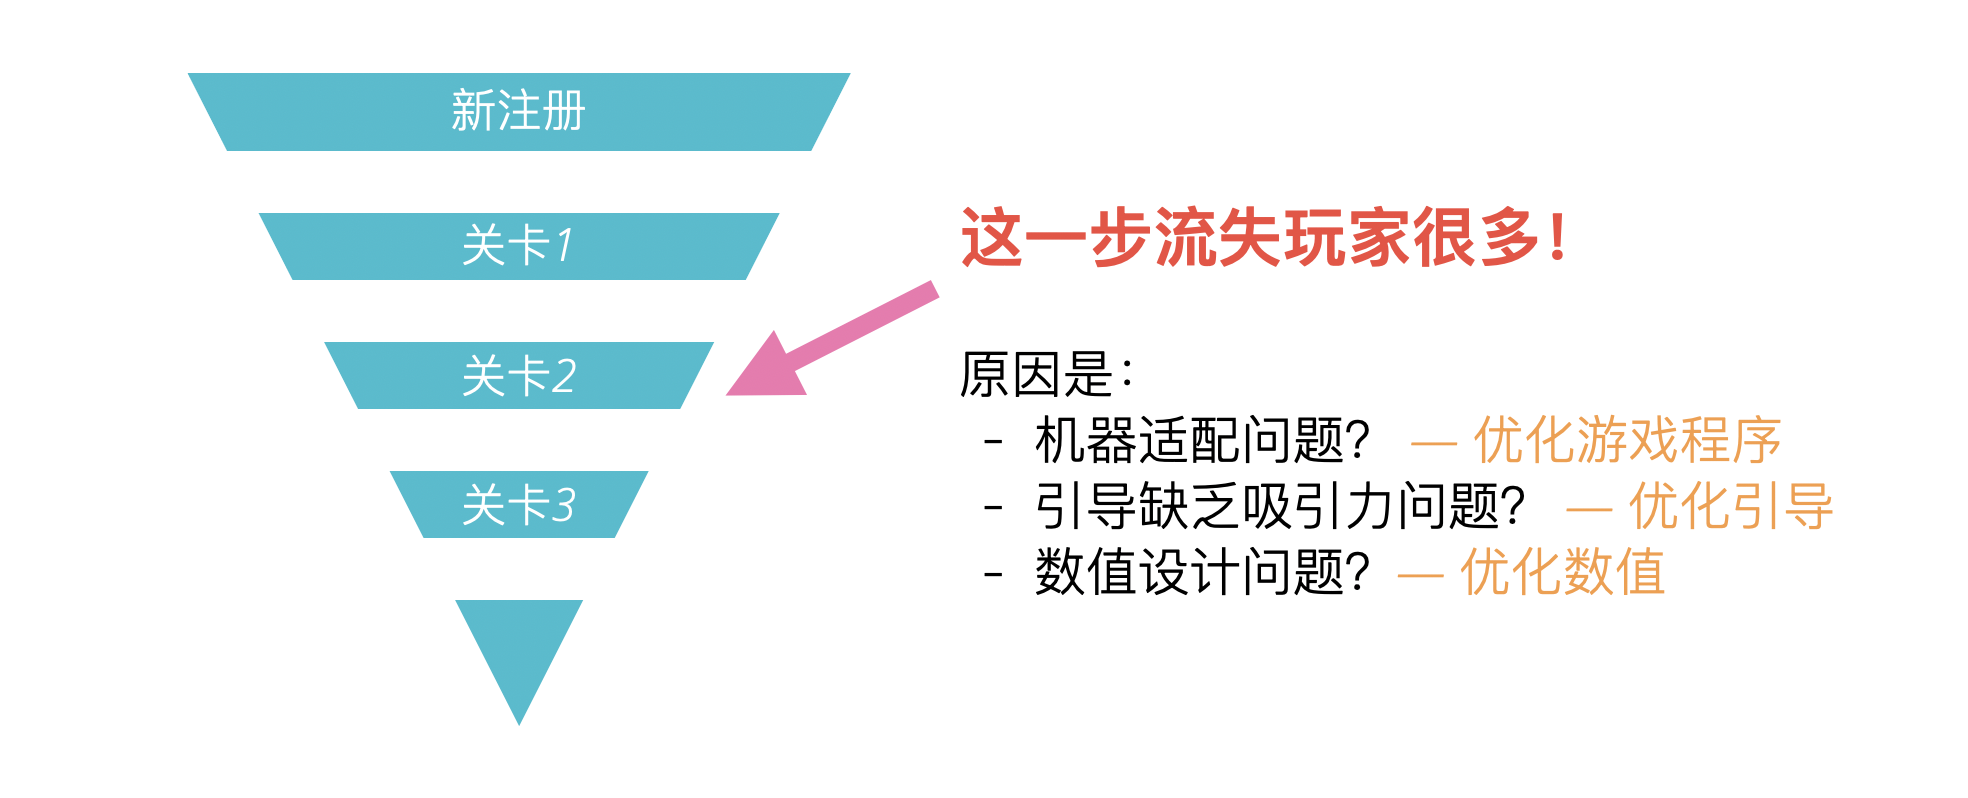 新注册
关卡1
关卡2
关卡3
这一步流失玩家很多！
原因是：
- 机器适配问题？ — 优化游戏程序
- 引导缺乏吸引力问题？ — 优化引导
- 数值设计问题？ — 优化数值